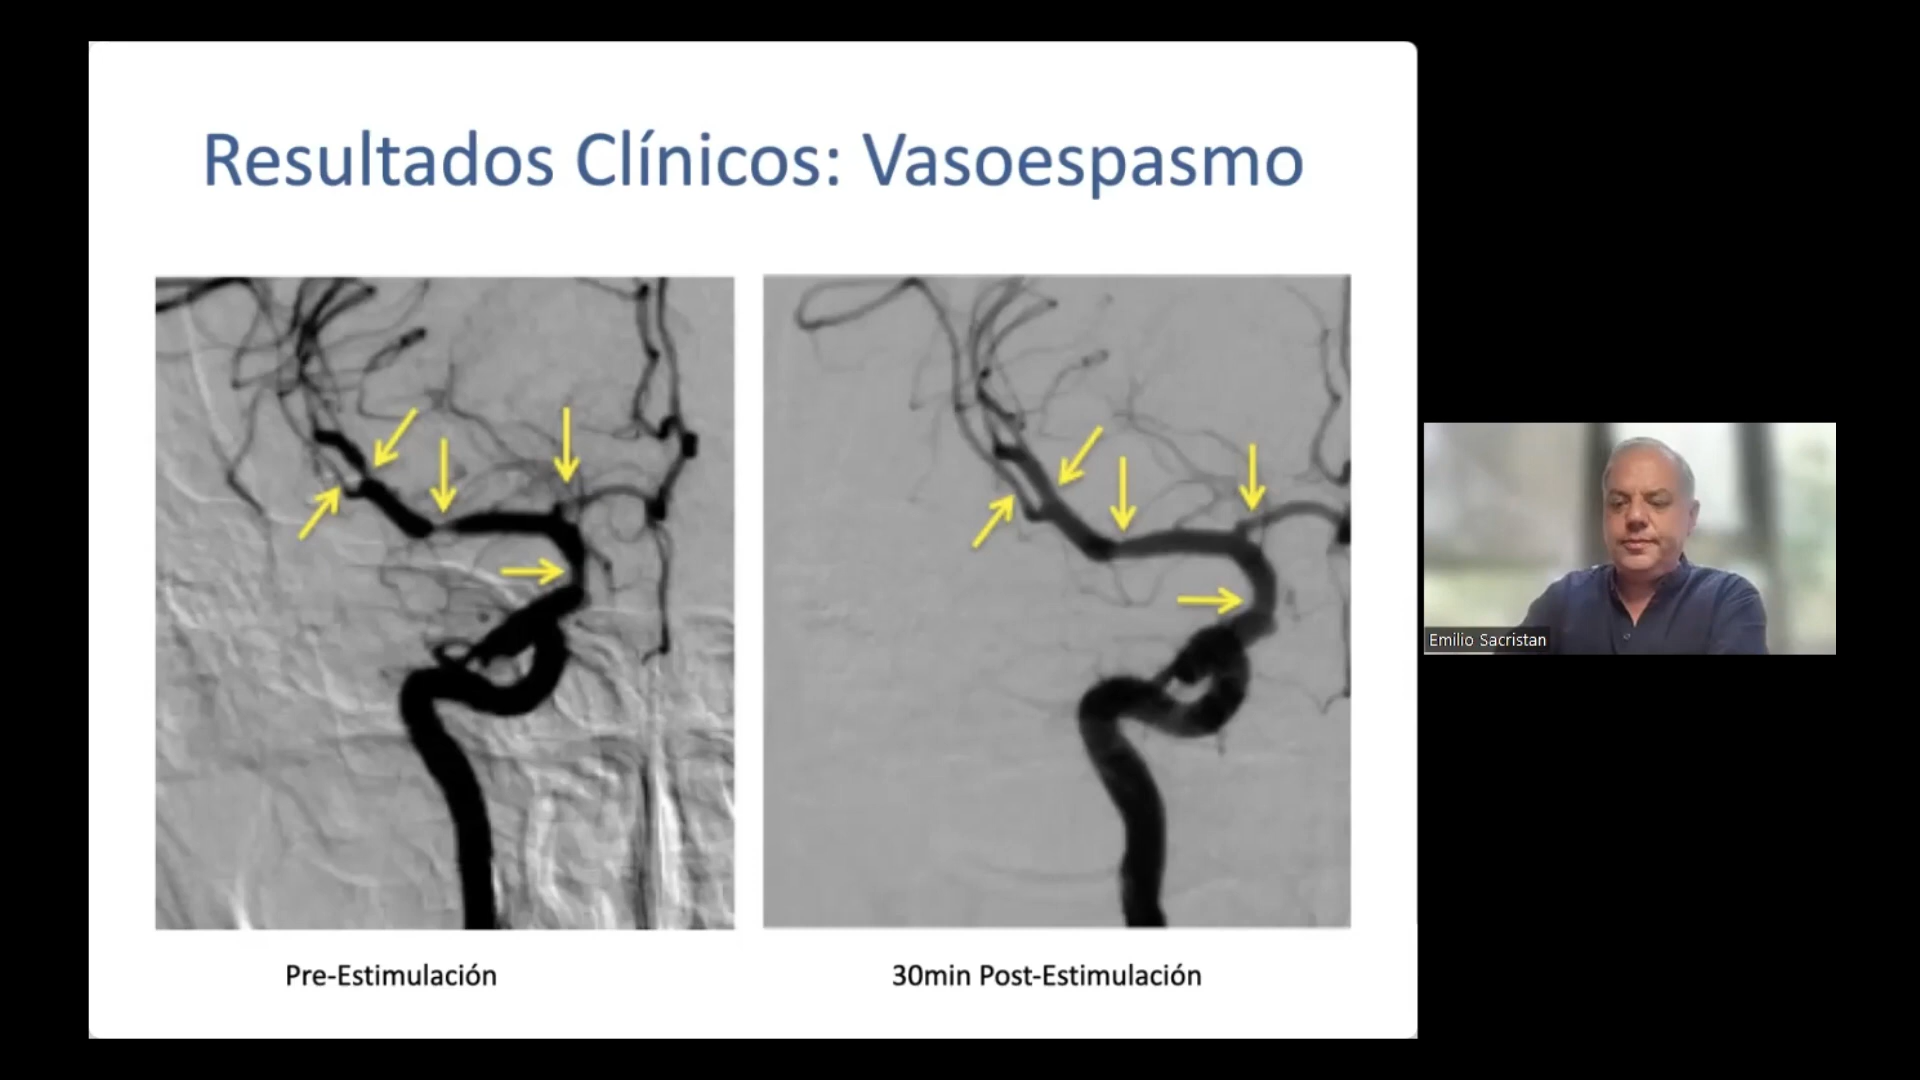 Resultados Clínicos: Vasoespasmo
Pre-Estimulación
30min Post-Estimulación
Emilio Sacristan